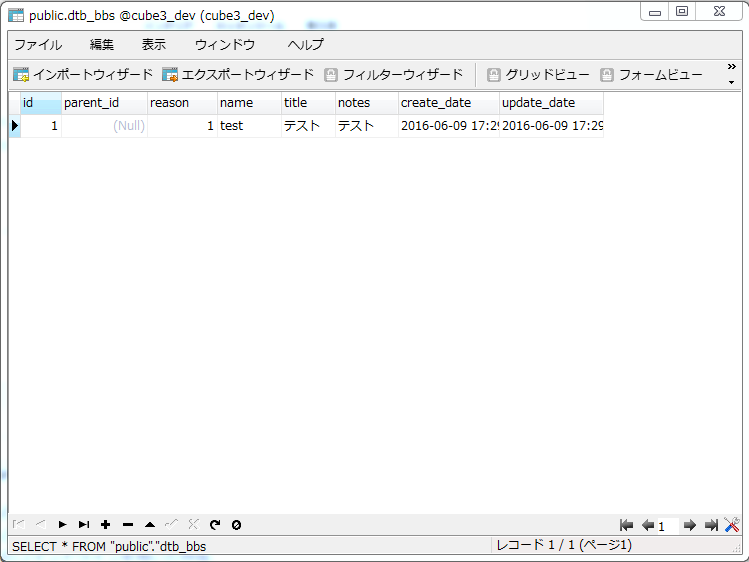 public.dtb_bbs @cube3_dev (cube3_dev)
ファイル 編集 表示 ウィンドウ ヘルプ
インポートウィザード エクスポートウィザード フィルターウィザード グリッドビュー フォームビュー
id parent_id reason name title notes create_date update_date
1 (Null) 1 test テスト テスト 2016-06-09 17:29 2016-06-09 17:29
1
SELECT * FROM "public"."dtb_bbs レコード 1 / 1 (ページ1)